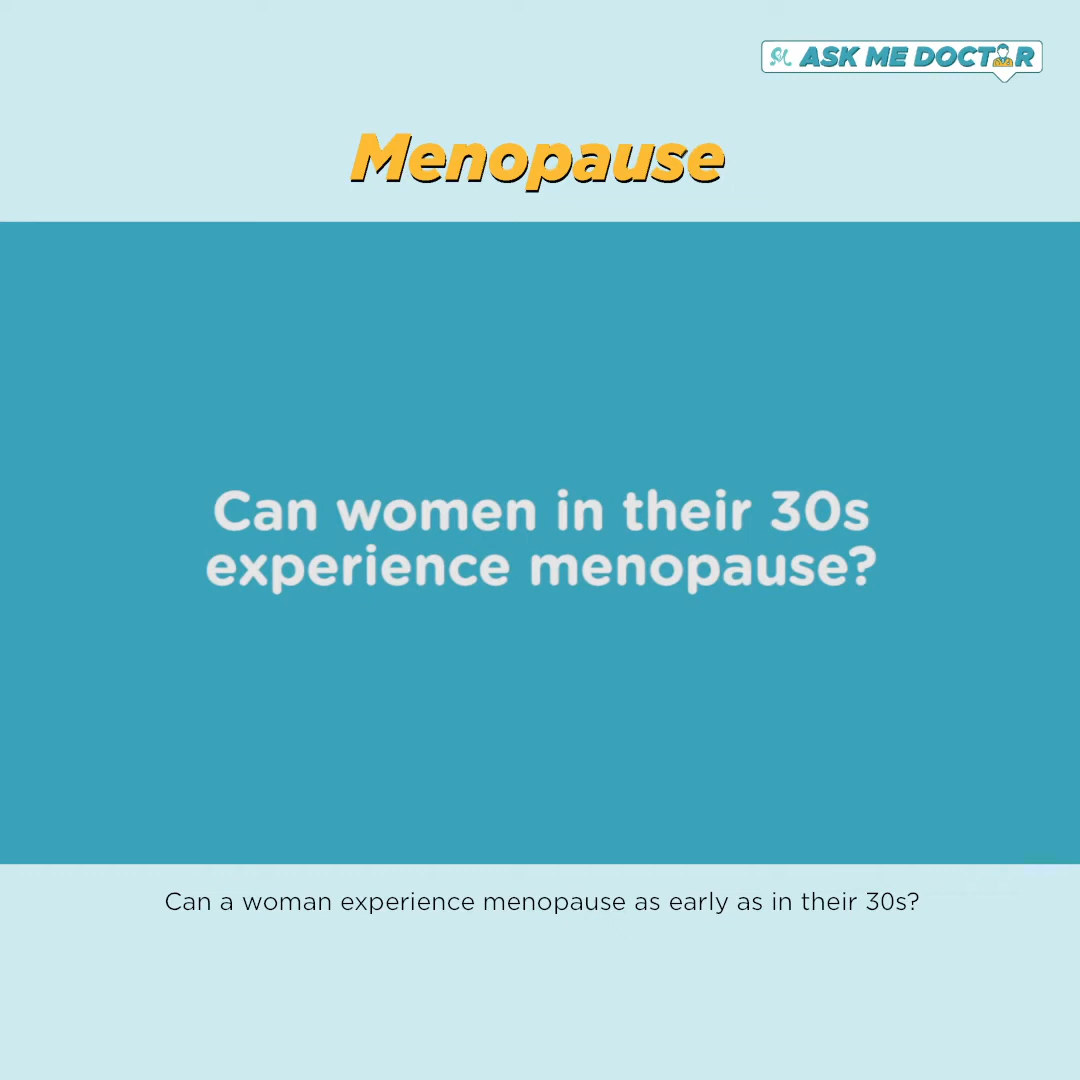 ASK ME DOCTOR
Menopause
Can women in their 30s
experience menopause?
Can a woman experience menopause as early as in their 30s?